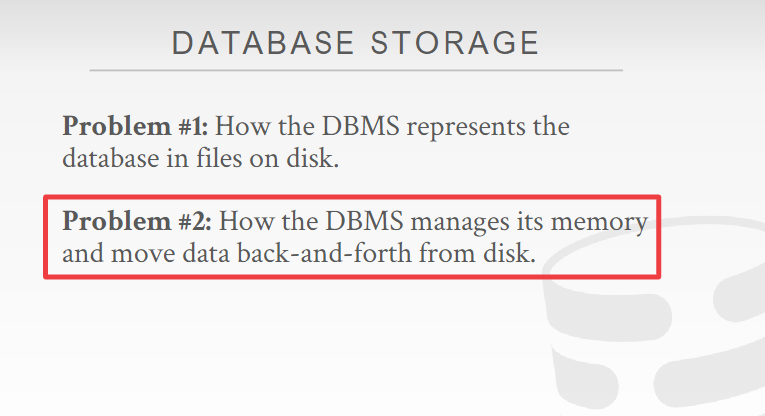 DATABASE STORAGE
Problem #1: How the DBMS represents the
database in files on disk.
Problem #2: How the DBMS manages its memory
and move data back-and-forth from disk.